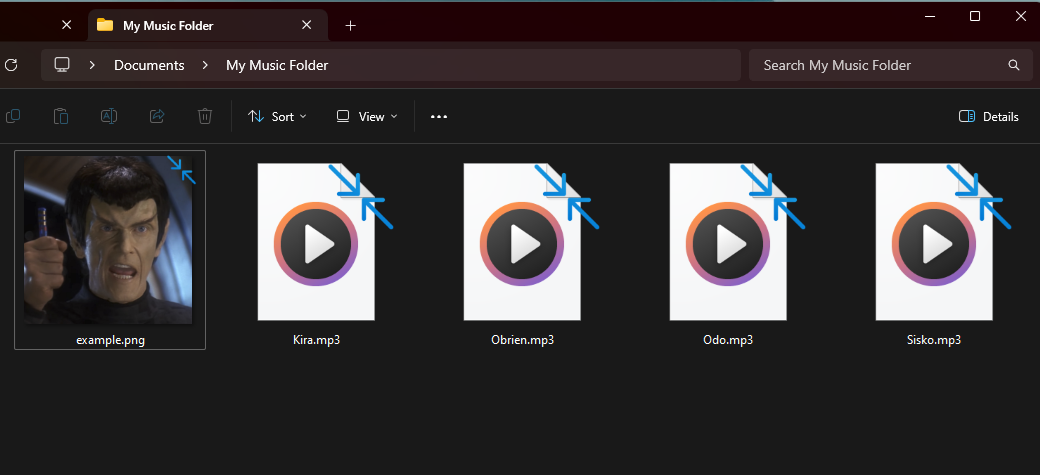 My Music Folder
Documents > My Music Folder
Search My Music Folder
Sort
View
Details
example.png
Kira.mp3
Obrien.mp3
Odo.mp3
Sisko.mp3